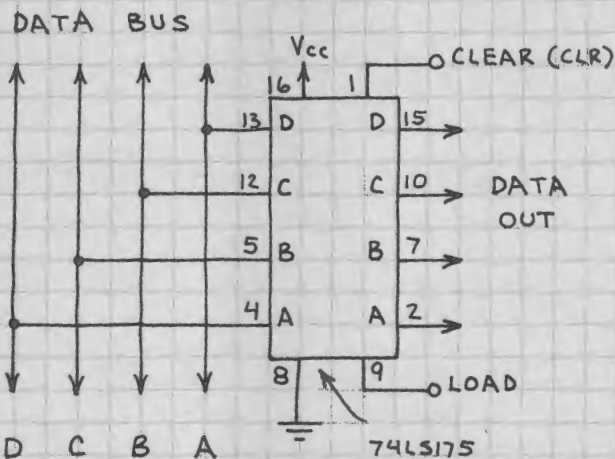 DATA BUS
Vcc
CLEAR (CLR)
16 1
13 D D 15
12 C C 10
DATA
OUT
5 B B 7
4 A A 2
8 9
LOAD
D C B A
74LS175